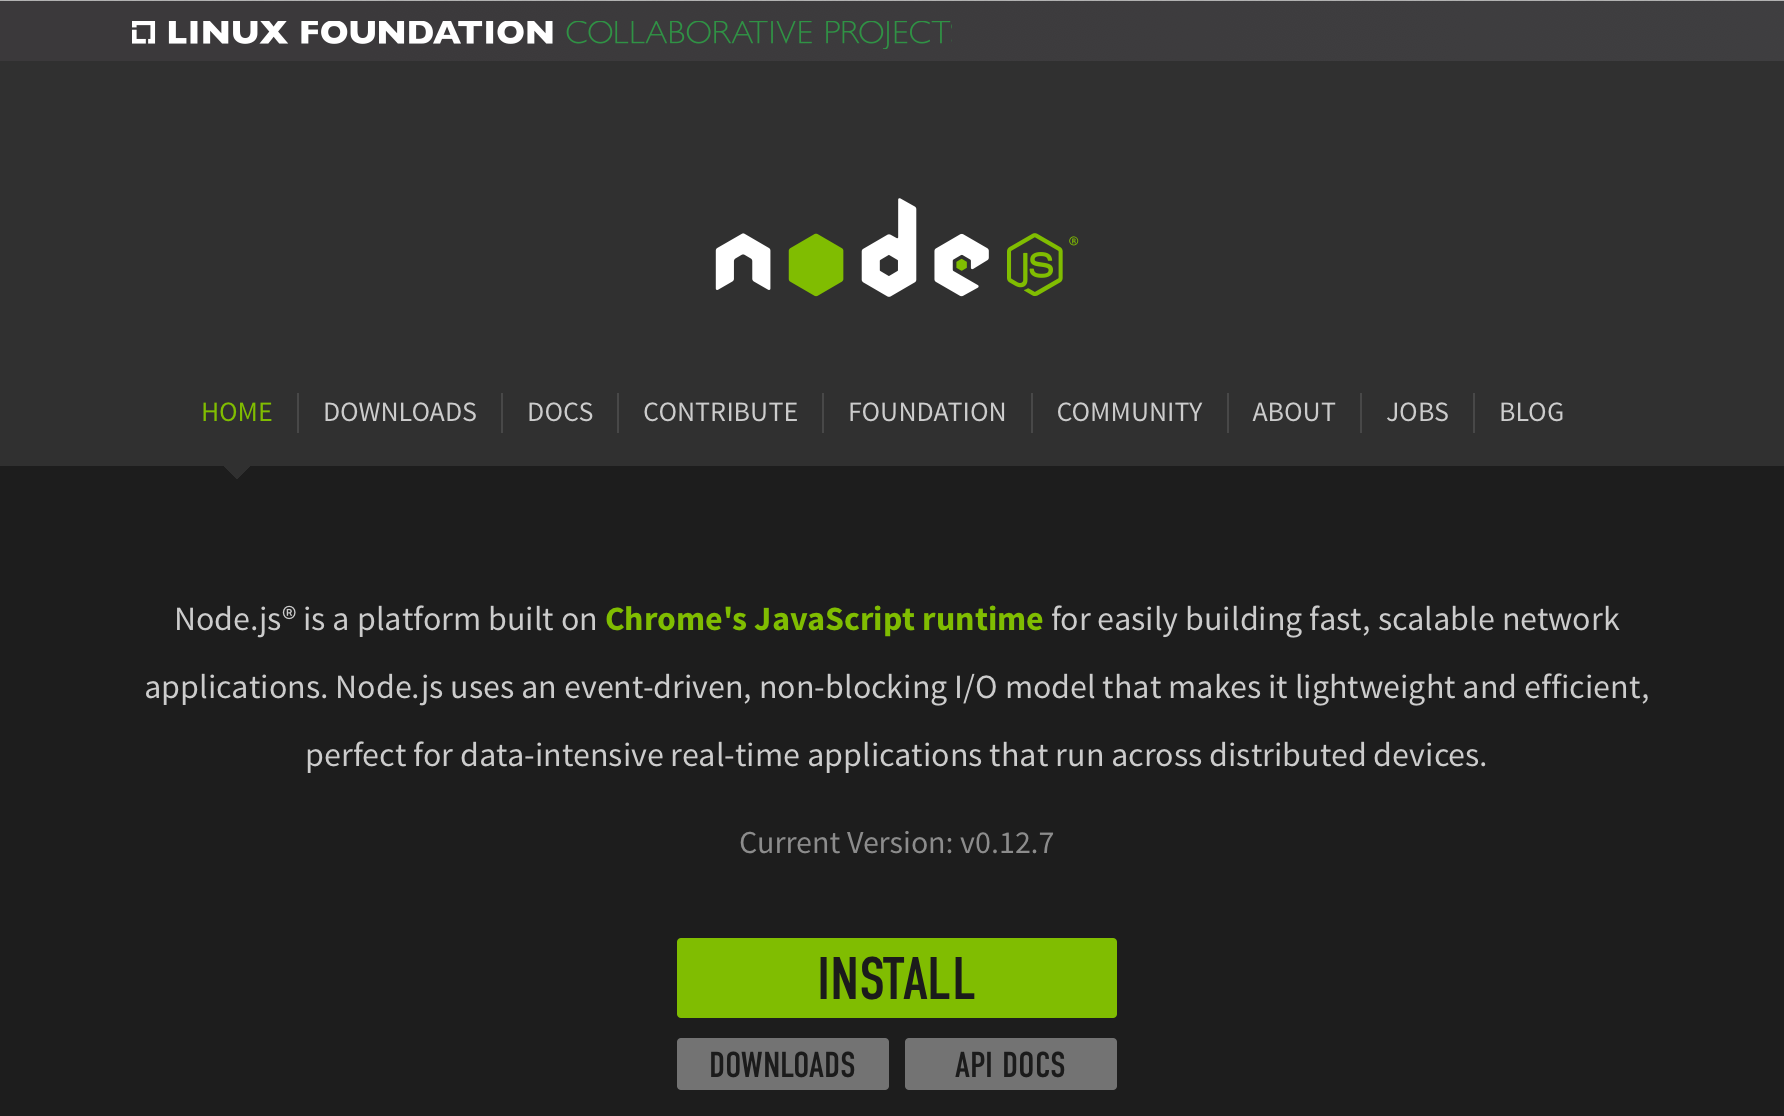 LINUX FOUNDATION COLLABORATIVE PROJECTS
node JS®
HOME DOWNLOADS DOCS CONTRIBUTE FOUNDATION COMMUNITY ABOUT JOBS BLOG
Node.js® is a platform built on Chrome's JavaScript runtime for easily building fast, scalable network
applications. Node.js uses an event-driven, non-blocking I/O model that makes it lightweight and efficient,
perfect for data-intensive real-time applications that run across distributed devices.
Current Version: v0.12.7
INSTALL
DOWNLOADS API DOCS